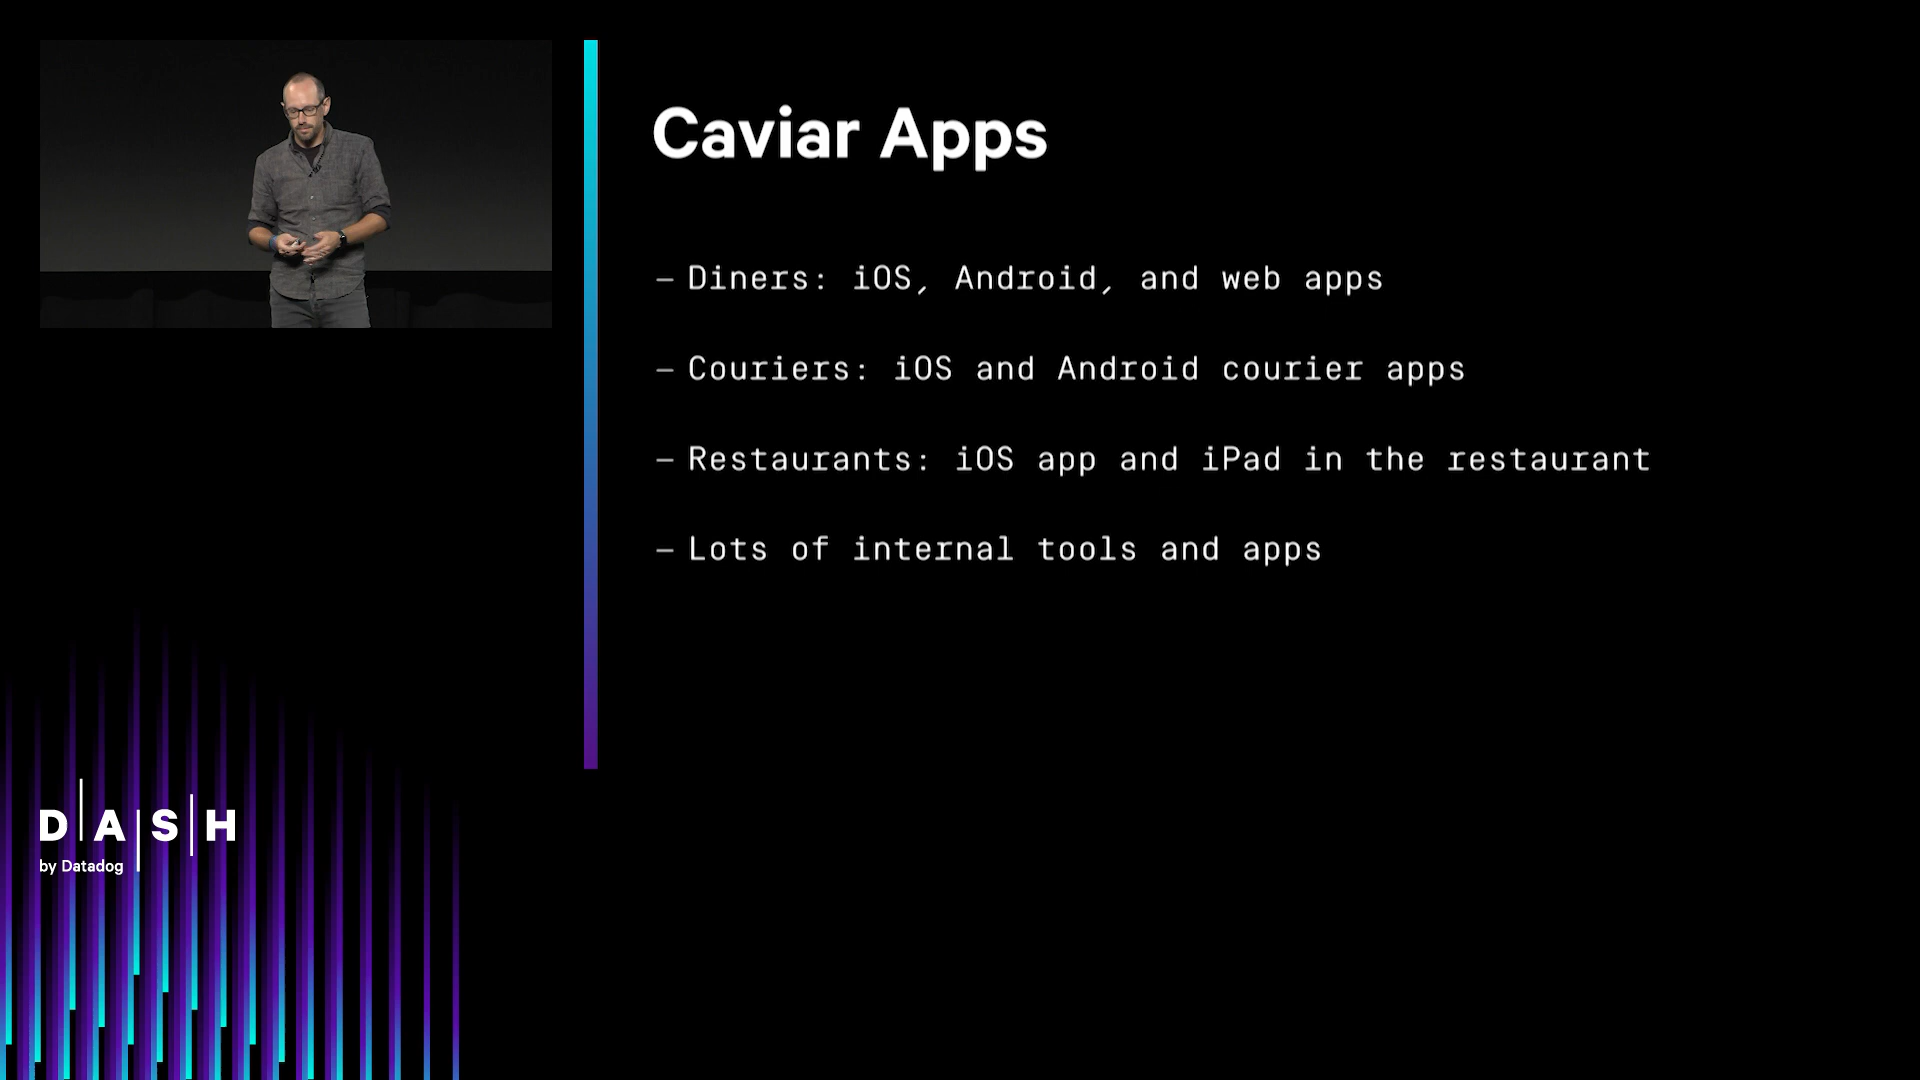 Caviar Apps
– Diners: iOS, Android, and web apps
– Couriers: iOS and Android courier apps
– Restaurants: iOS app and iPad in the restaurant
– Lots of internal tools and apps
D|A|S|H
by Datadog